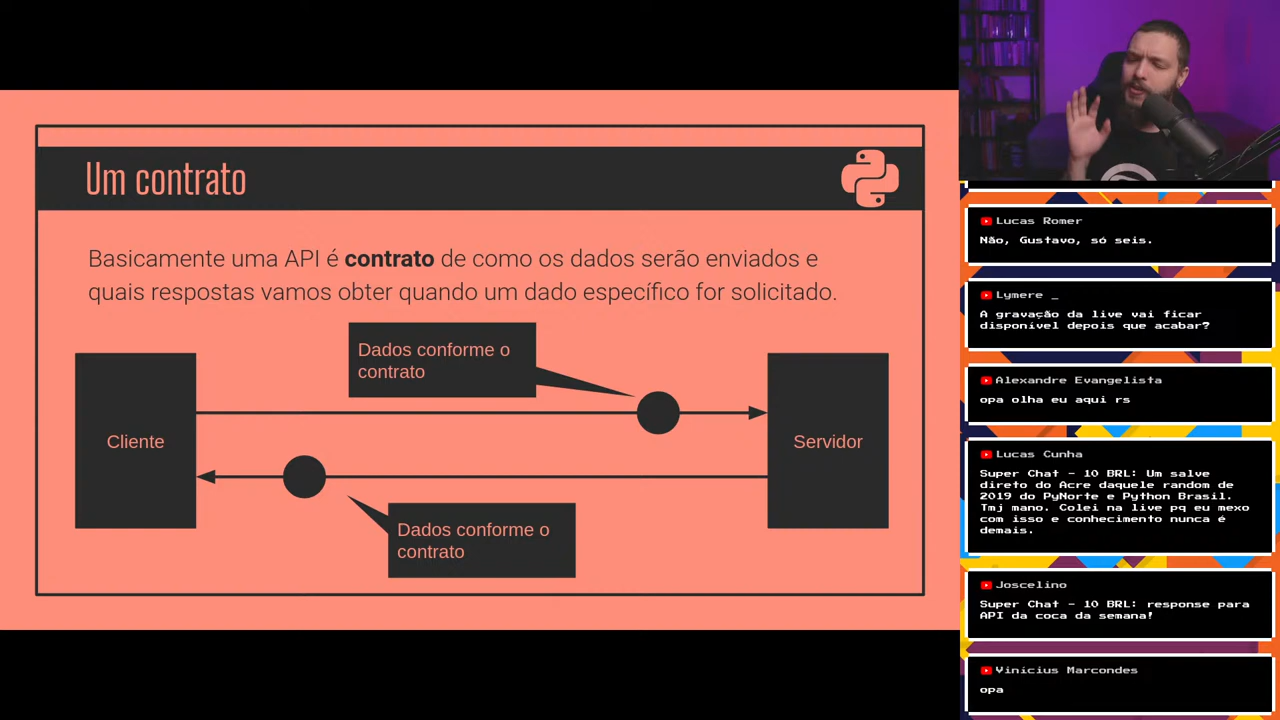 Um contrato
Basicamente uma API é contrato de como os dados serão enviados e
quais respostas vamos obter quando um dado específico for solicitado.
Dados conforme o
contrato
Cliente
Servidor
Dados conforme o
contrato
Lucas Romer
Não, Gustavo, só seis.
Lymere _
A gravação da live vai ficar
disponível depois que acabar?
Alexandre Evangelista
opa olha eu aqui rs
Lucas Cunha
Super Chat - 10 BRL: Um salve
direto do Acre daquele random de
2019 do PyNorte e Python Brasil.
Tmj mano. Colei na live pq eu mexo
com isso e conhecimento nunca é
demais.
Joscelino
Super Chat - 10 BRL: response para
API da coca da semana!
Vinícius Marcondes
opa